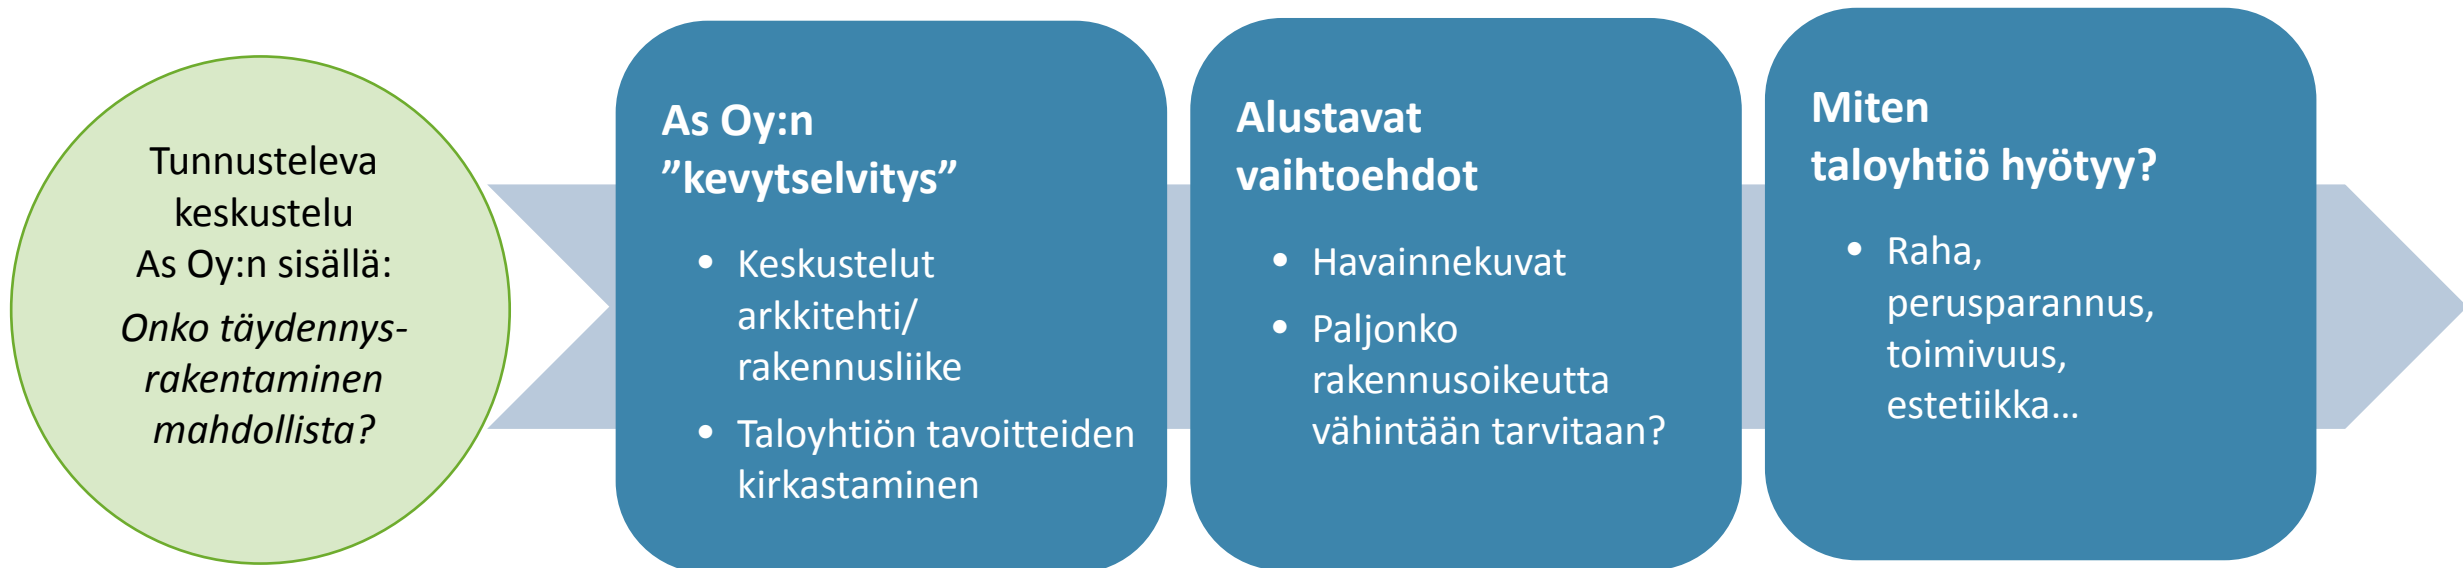 Tunnusteleva
keskustelu
As Oy:n sisällä:
Onko täydennys-
rakentaminen
mahdollista?
As Oy:n
”kevytselvitys”
• Keskustelut
arkkitehti/
rakennusliike
• Taloyhtiön tavoitteiden
kirkastaminen
Alustavat
vaihtoehdot
• Havainnekuvat
• Paljonko
rakennusoikeutta
vähintään tarvitaan?
Miten
taloyhtiö hyötyy?
• Raha,
perusparannus,
toimivuus,
estetiikka…